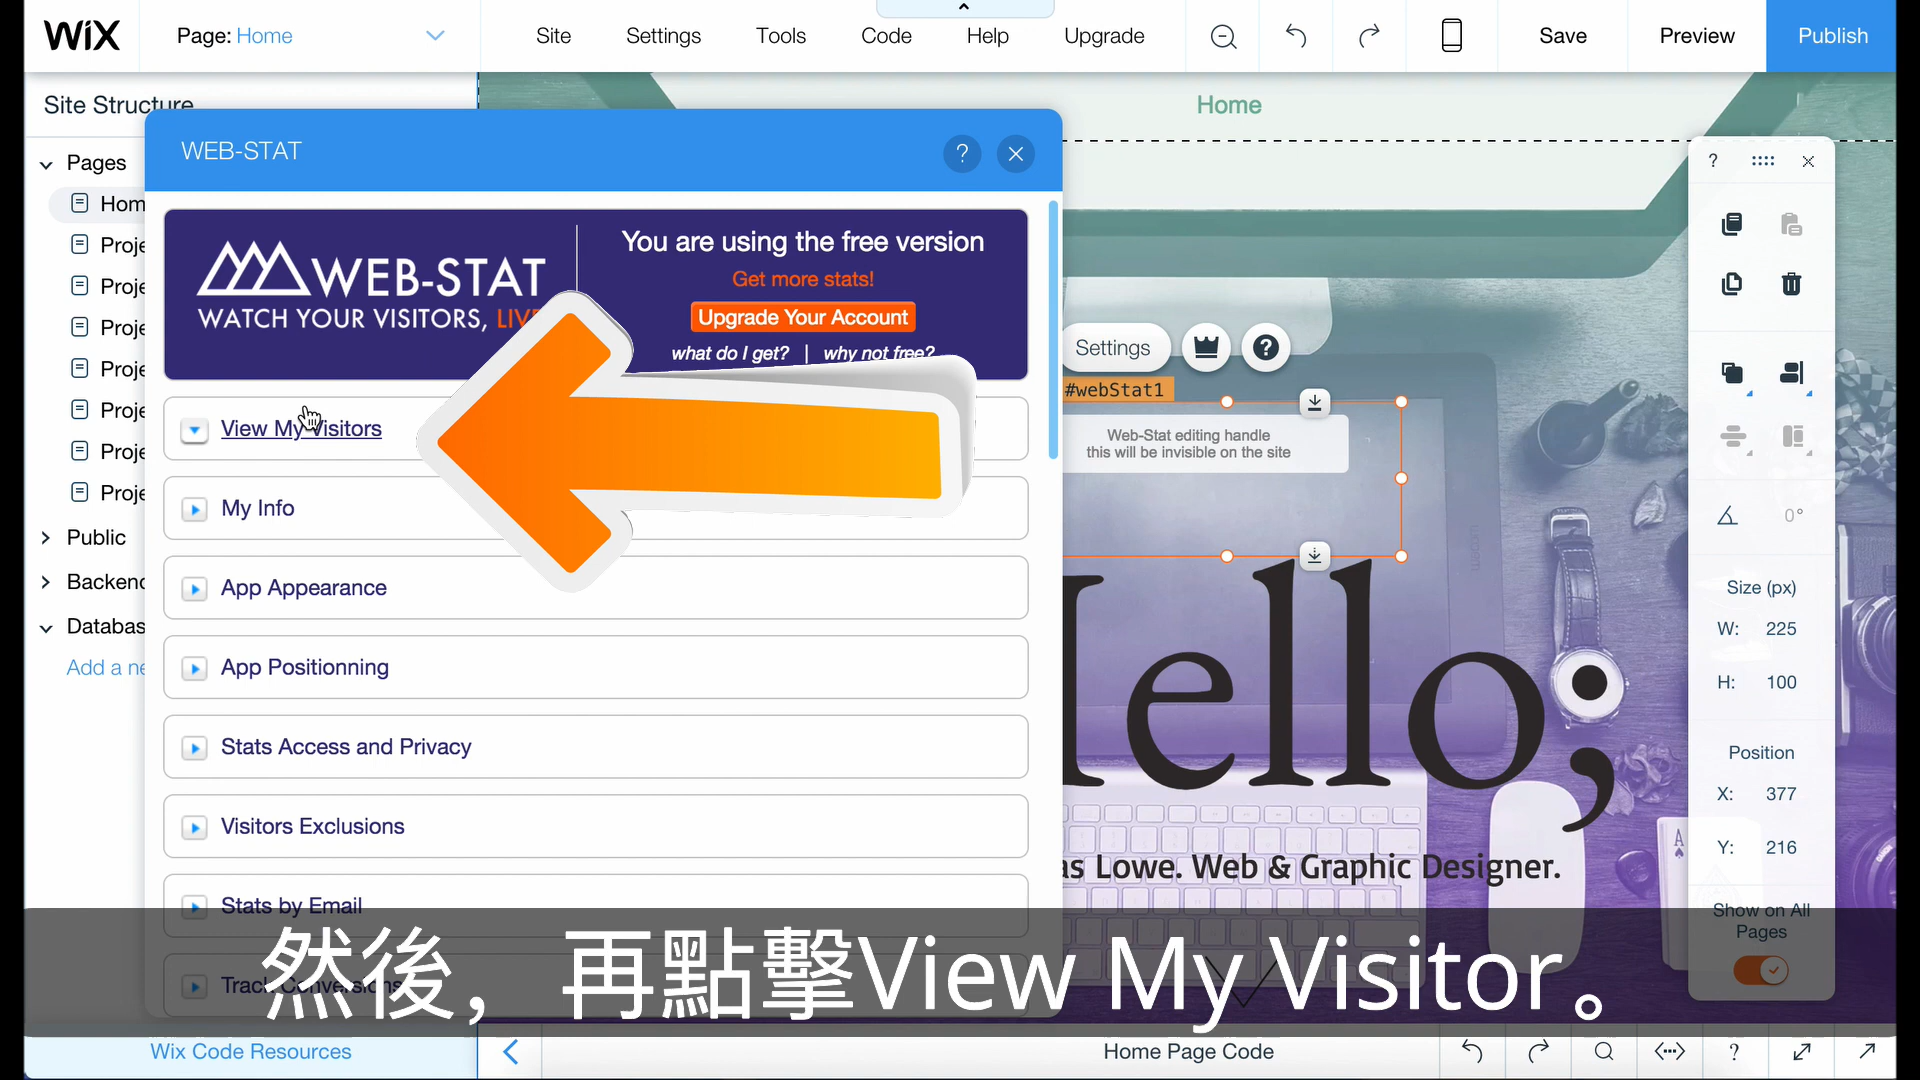 WiX
Page: Home
Site
Settings
Tools
Code
Help
Upgrade
Save
Preview
Publish
Site Structure
Pages
Hom
Proje
Proje
Proje
Proje
Proje
Proje
Proje
Public
Backend
Databas
Add a ne
WEB-STAT
?
WEB-STAT
WATCH YOUR VISITORS, LIVE
You are using the free version
Get more stats!
Upgrade Your Account
what do I get? | why not free?
View My Visitors
My Info
App Appearance
App Positionning
Stats Access and Privacy
Visitors Exclusions
Stats by Email
Track Conversions
Home
Settings
?
#webStat1
Web-Stat editing handle
this will be invisible on the site
Hello;
as Lowe. Web & Graphic Designer.
?
0°
Size (px)
W: 225
H: 100
Position
X: 377
Y: 216
Show on All
Pages
A
然後，再點擊View My Visitor。
Wix Code Resources
Home Page Code
?